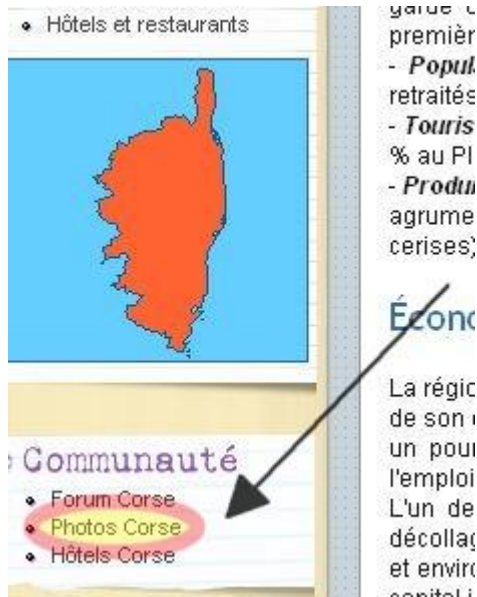 Hôtels et restaurants
Communauté
Forum Corse
Photos Corse
Hôtels Corse
premièr
- Popul
retraités
- Touris
% au Pl
- Produ
agrume
cerises)
Écono
La régio
de son
un pour
l'emploi
L'un de
décollag
et enviro